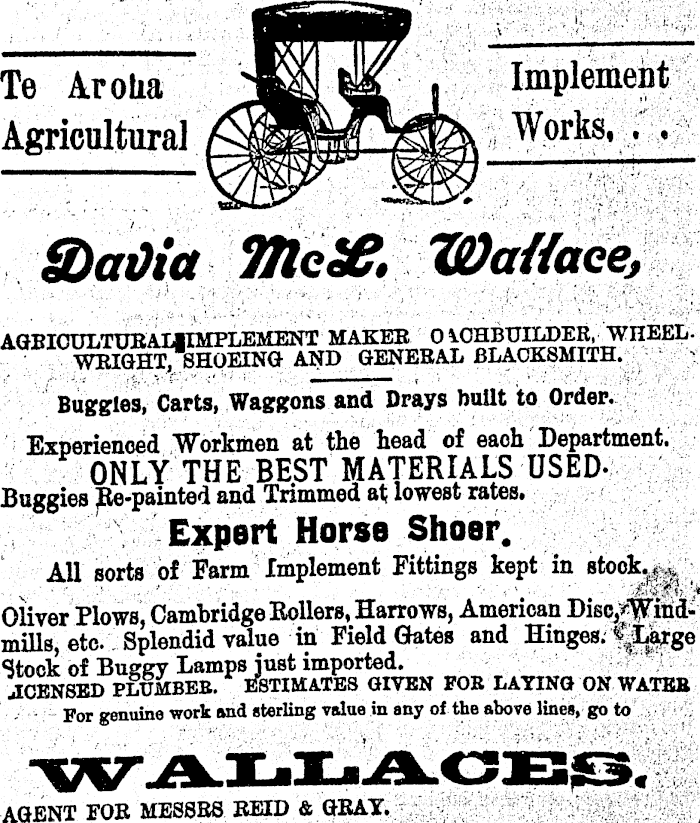 Te Aroha
Agricultural
Implement
Works. . .
David McL. Wallace,
AGRICULTURAL IMPLEMENT MAKER COACHBUILDER, WHEEL-
WRIGHT, SHOEING AND GENERAL BLACKSMITH.
Buggies, Carts, Waggons and Drays built to Order.
Experienced Workmen at the head of each Department.
ONLY THE BEST MATERIALS USED.
Buggies Re-painted and Trimmed at lowest rates.
Expert Horse Shoer.
All sorts of Farm Implement Fittings kept in stock.
Oliver Plows, Cambridge Rollers, Harrows, American Disc, Wind-
mills, etc. Splendid value in Field Gates and Hinges. Large
Stock of Buggy Lamps just imported.
LICENSED PLUMBER. ESTIMATES GIVEN FOR LAYING ON WATER
For genuine work and sterling value in any of the above lines, go to
WALLACES.
AGENT FOR MESSRS REID & GRAY.